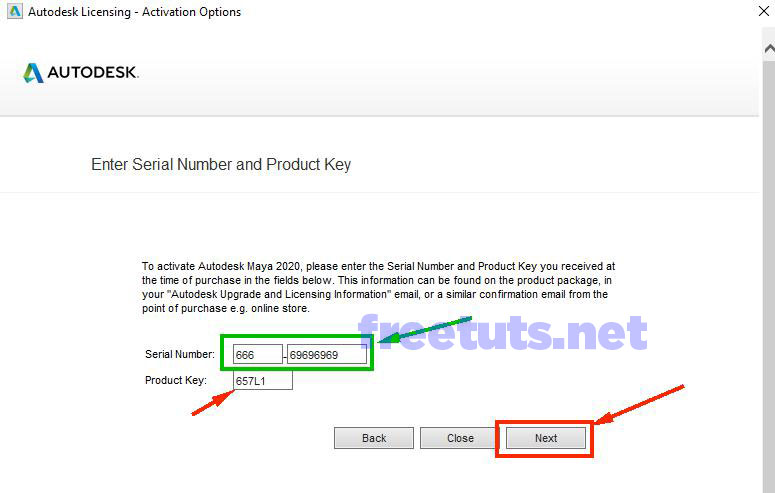 Autodesk Licensing - Activation Options
AUTODESK.
Enter Serial Number and Product Key
To activate Autodesk Maya 2020, please enter the Serial Number and Product Key you received at
the time of purchase in the fields below. This information can be found on the product package, in
your "Autodesk Upgrade and Licensing Information" email, or a similar confirmation email from the
point of purchase e.g. online store.
freetuts.net
Serial Number: 666 - 69696969
Product Key: 657L1
Back Close Next